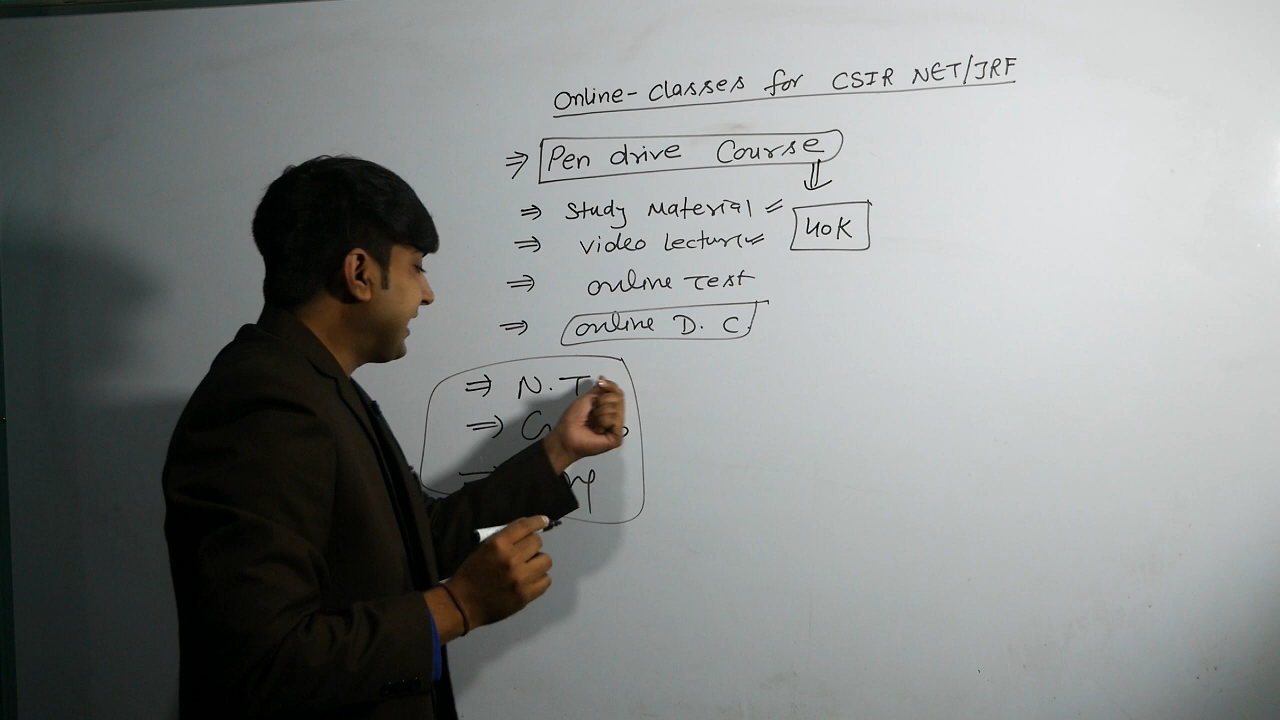 Online-classes for CSIR NET/JRF
⇒ Pen drive Course
⇓
⇒ Study Material
40K
⇒ video lecture
⇒ online Test
⇒ online D. C.
⇒ N.T
⇒